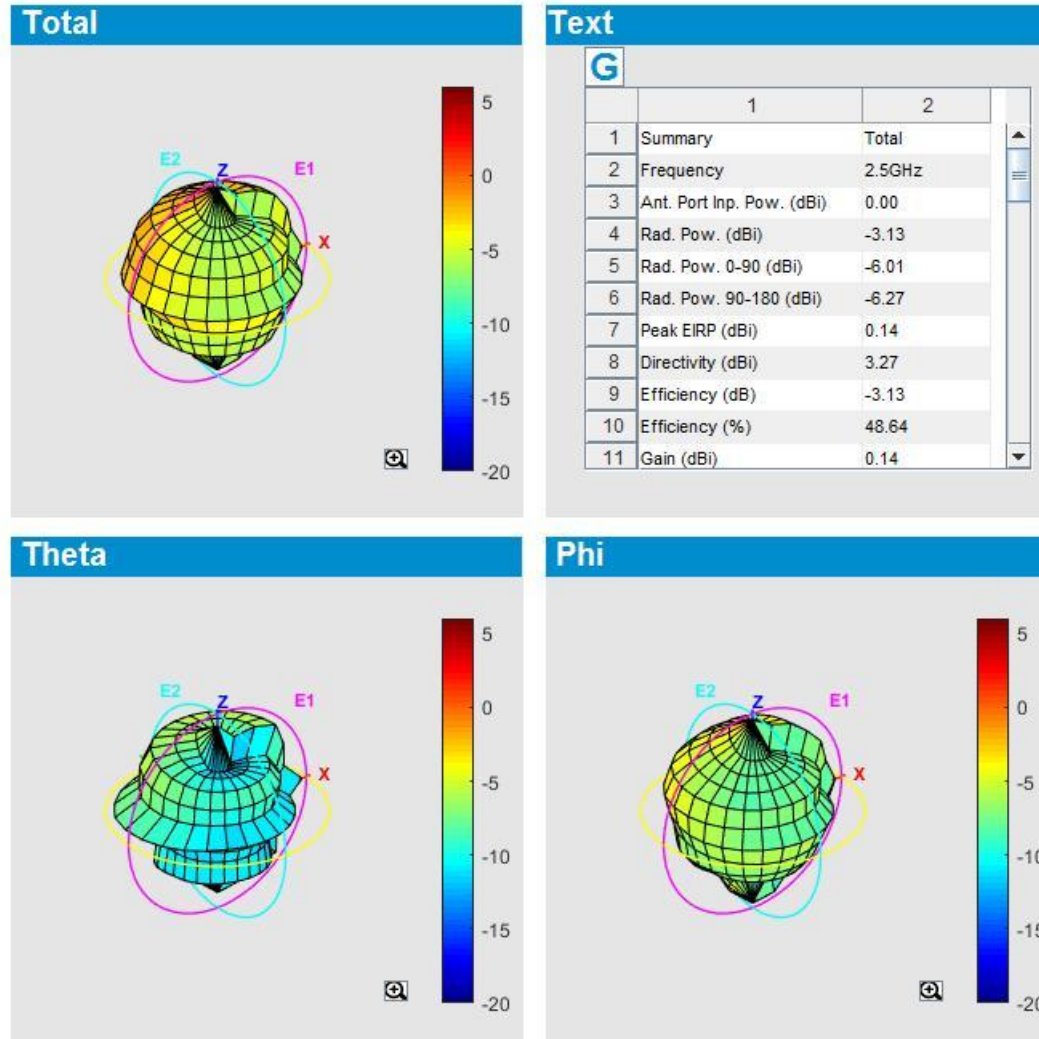 Total
Text
E2
Z
E1
X
5
0
-5
-10
-15
-20
G
1 2
1 Summary Total
2 Frequency 2.5GHz
3 Ant. Port Inp. Pow. (dBi) 0.00
4 Rad. Pow. (dBi) -3.13
5 Rad. Pow. 0-90 (dBi) -6.01
6 Rad. Pow. 90-180 (dBi) -6.27
7 Peak EIRP (dBi) 0.14
8 Directivity (dBi) 3.27
9 Efficiency (dB) -3.13
10 Efficiency (%) 48.64
11 Gain (dBi) 0.14
Theta
E2
Z
E1
X
5
0
-5
-10
-15
-20
Phi
E2
Z
E1
X
5
0
-5
-10
-15
-20